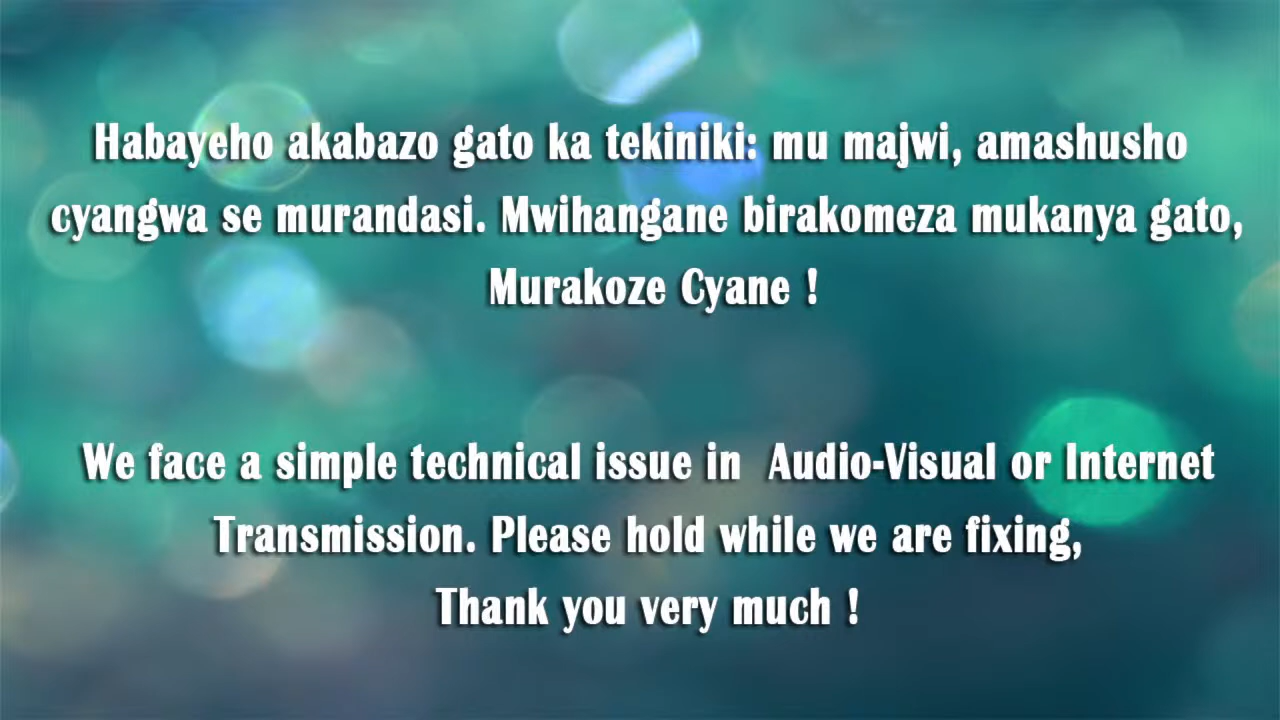 Habayeho akabazo gato ka tekiniki: mu majwi, amashusho
cyangwa se murandasi. Mwihangane birakomeza mukanya gato,
Murakoze Cyane !
We face a simple technical issue in  Audio-Visual or Internet
Transmission. Please hold while we are fixing,
Thank you very much !